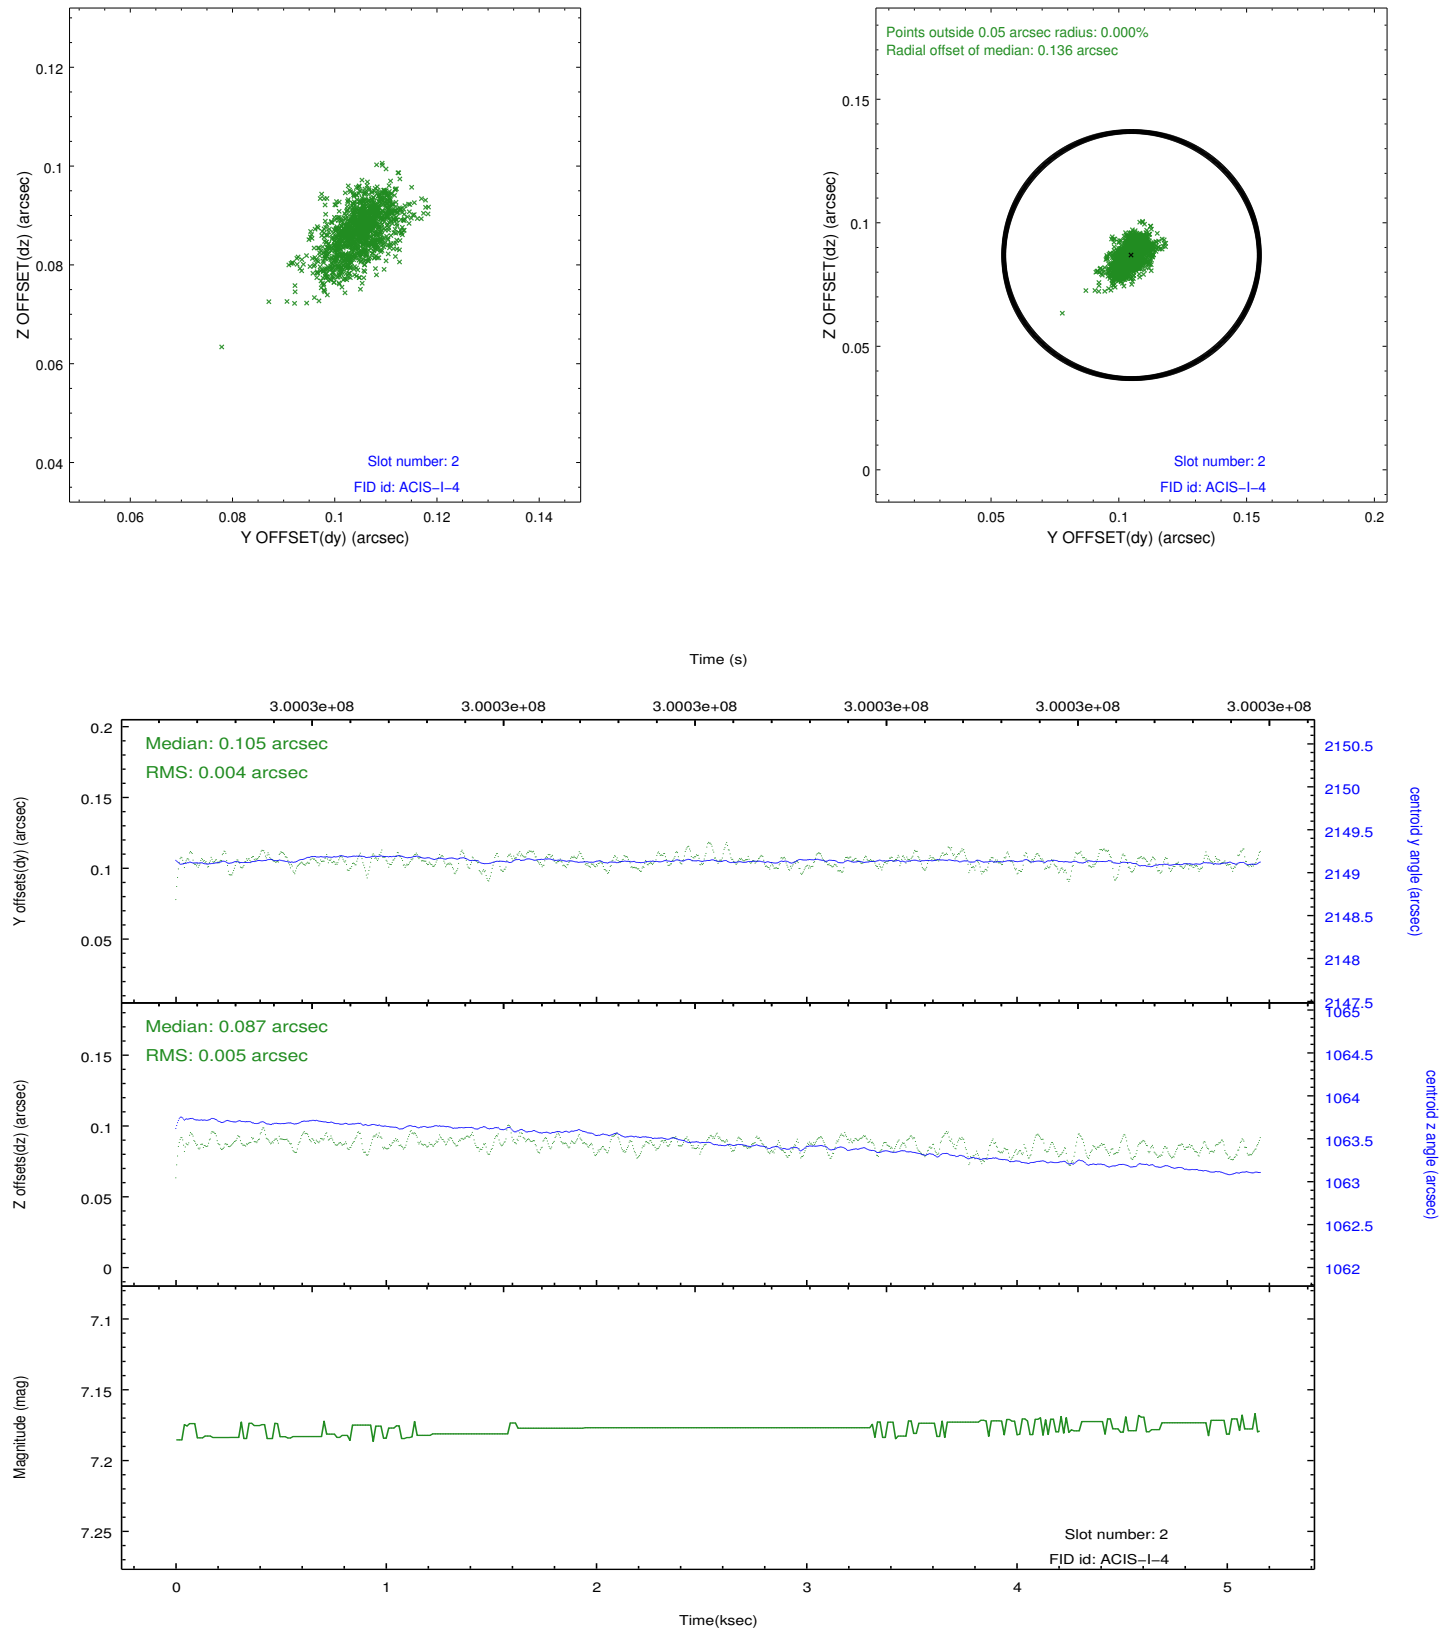 0.12
0.1
0.08
0.06
0.04
Z OFFSET(dz) (arcsec)
Slot number: 2
FID id: ACIS−I−4
0.06 0.08 0.1 0.12 0.14
Y OFFSET(dy) (arcsec)
Points outside 0.05 arcsec radius: 0.000%
Radial offset of median: 0.136 arcsec
0.15
0.1
0.05
0
Z OFFSET(dz) (arcsec)
Slot number: 2
FID id: ACIS−I−4
0.05 0.1 0.15 0.2
Y OFFSET(dy) (arcsec)
Time (s)
3.0003e+08 3.0003e+08 3.0003e+08 3.0003e+08 3.0003e+08 3.0003e+08
Median: 0.105 arcsec
RMS: 0.004 arcsec
0.2
0.15
0.1
0.05
Y offsets(dy) (arcsec)
2150.5
2150
2149.5
2149
2148.5
2148
2147.5
centroid y angle (arcsec)
Median: 0.087 arcsec
RMS: 0.005 arcsec
0.15
0.1
0.05
0
Z offsets(dz) (arcsec)
1065
1064.5
1064
1063.5
1063
1062.5
1062
centroid z angle (arcsec)
7.1
7.15
7.2
7.25
Magnitude (mag)
Slot number: 2
FID id: ACIS−I−4
0 1 2 3 4 5
Time(ksec)